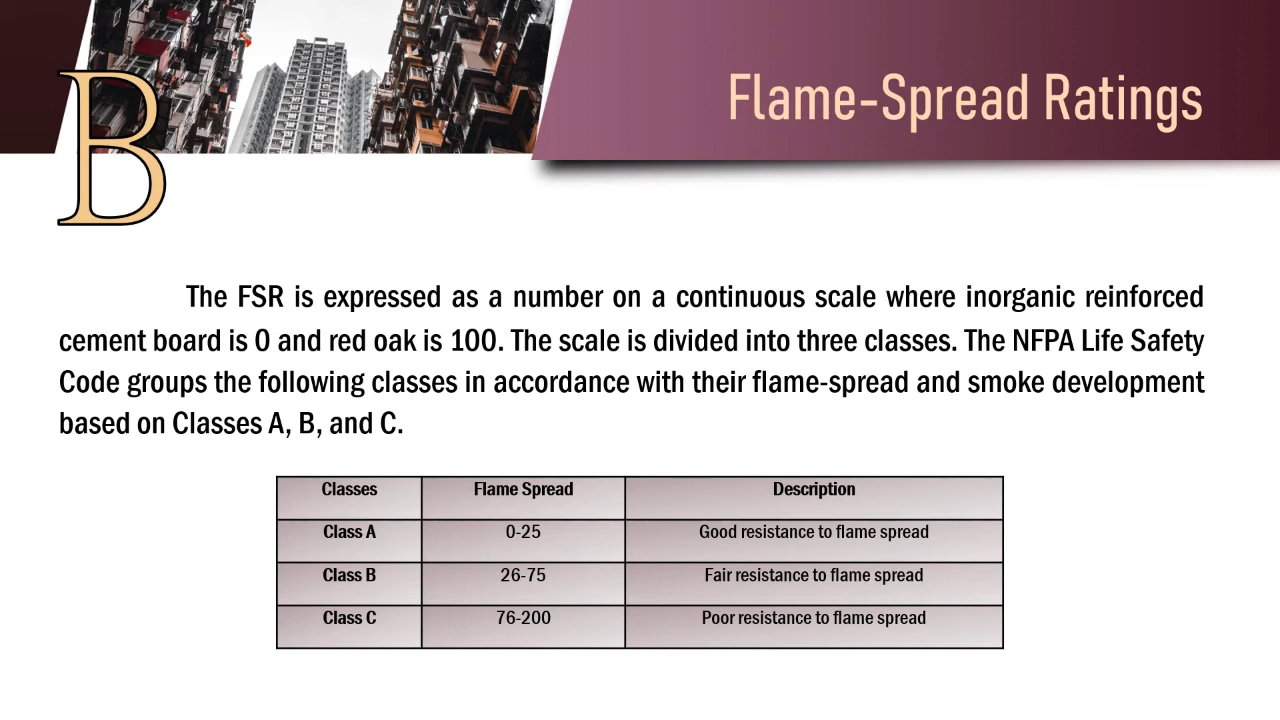 Flame-Spread Ratings
B
The FSR is expressed as a number on a continuous scale where inorganic reinforced
cement board is 0 and red oak is 100. The scale is divided into three classes. The NFPA Life Safety
Code groups the following classes in accordance with their flame-spread and smoke development
based on Classes A, B, and C.
Classes Flame Spread Description
Class A 0-25 Good resistance to flame spread
Class B 26-75 Fair resistance to flame spread
Class C 76-200 Poor resistance to flame spread